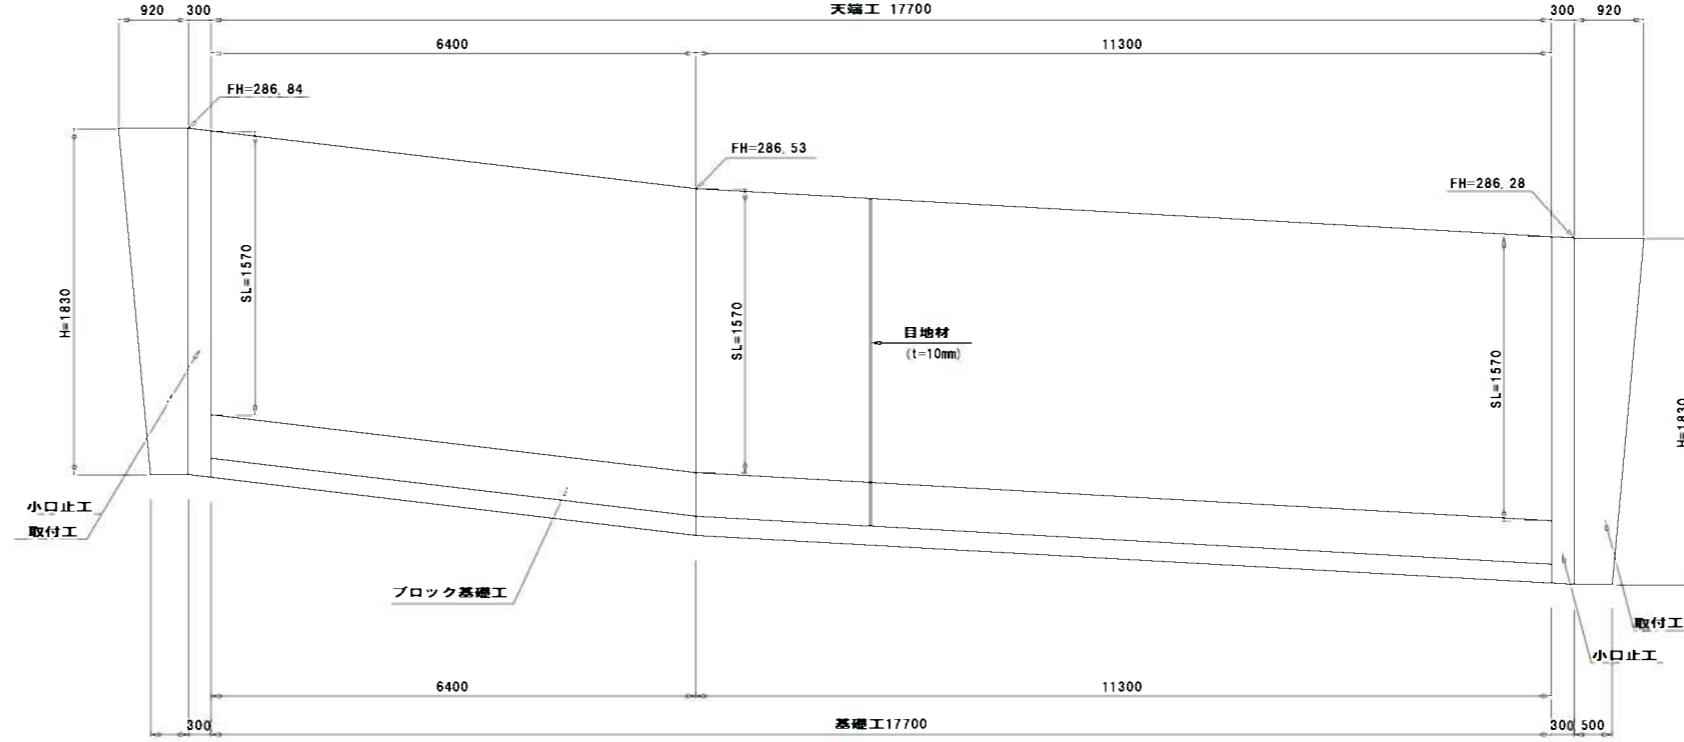 920
300
天端工 17700
300
920
6400
11300
FH=286.84
FH=286.53
FH=286.28
H=1830
SL=1570
SL=1570
SL=1570
H=1830
目地材
(t=10mm)
小口止工
取付工
ブロック基礎工
取付工
小口止工
6400
11300
300
基礎工17700
300
500